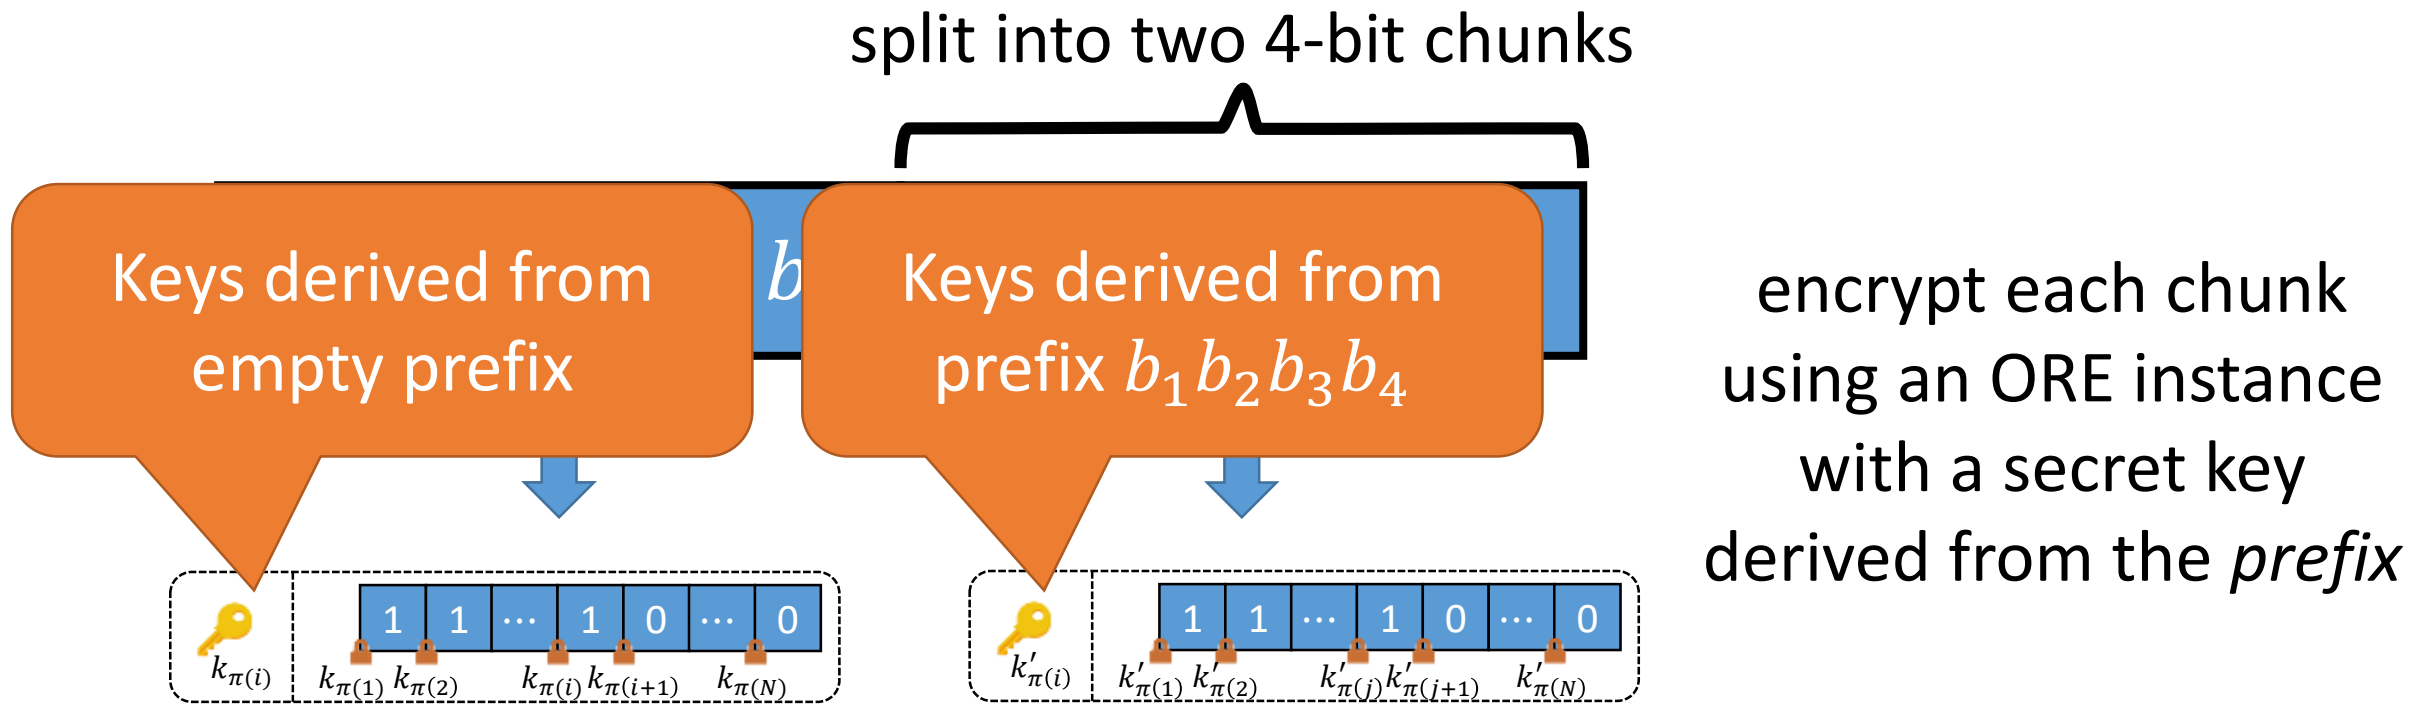 split into two 4-bit chunks
Keys derived from
empty prefix
b
Keys derived from
prefix b₁b₂b₃b₄
encrypt each chunk
using an ORE instance
with a secret key
derived from the prefix
1 1 ⋯ 1 0 ⋯ 0
k_π(i) k_π(1) k_π(2) k_π(i) k_π(i+1) k_π(N)
1 1 ⋯ 1 0 ⋯ 0
k′_π(i) k′_π(1) k′_π(2) k′_π(j) k′_π(j+1) k′_π(N)